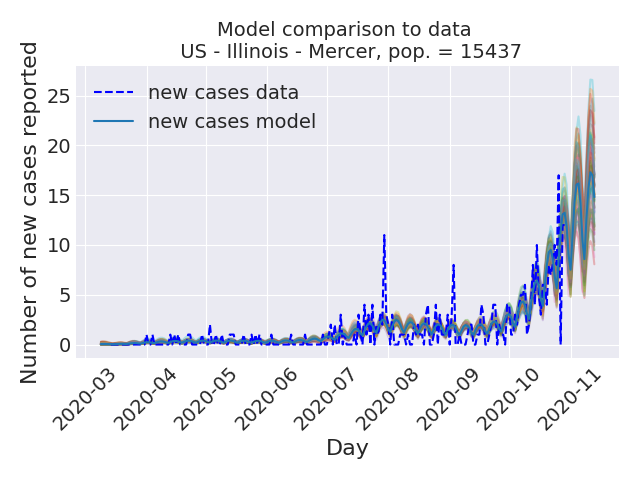 Model comparison to data
US - Illinois - Mercer, pop. = 15437
new cases data
new cases model
Number of new cases reported
25
20
15
10
5
0
2020-03
2020-04
2020-05
2020-06
2020-07
2020-08
2020-09
2020-10
2020-11
Day